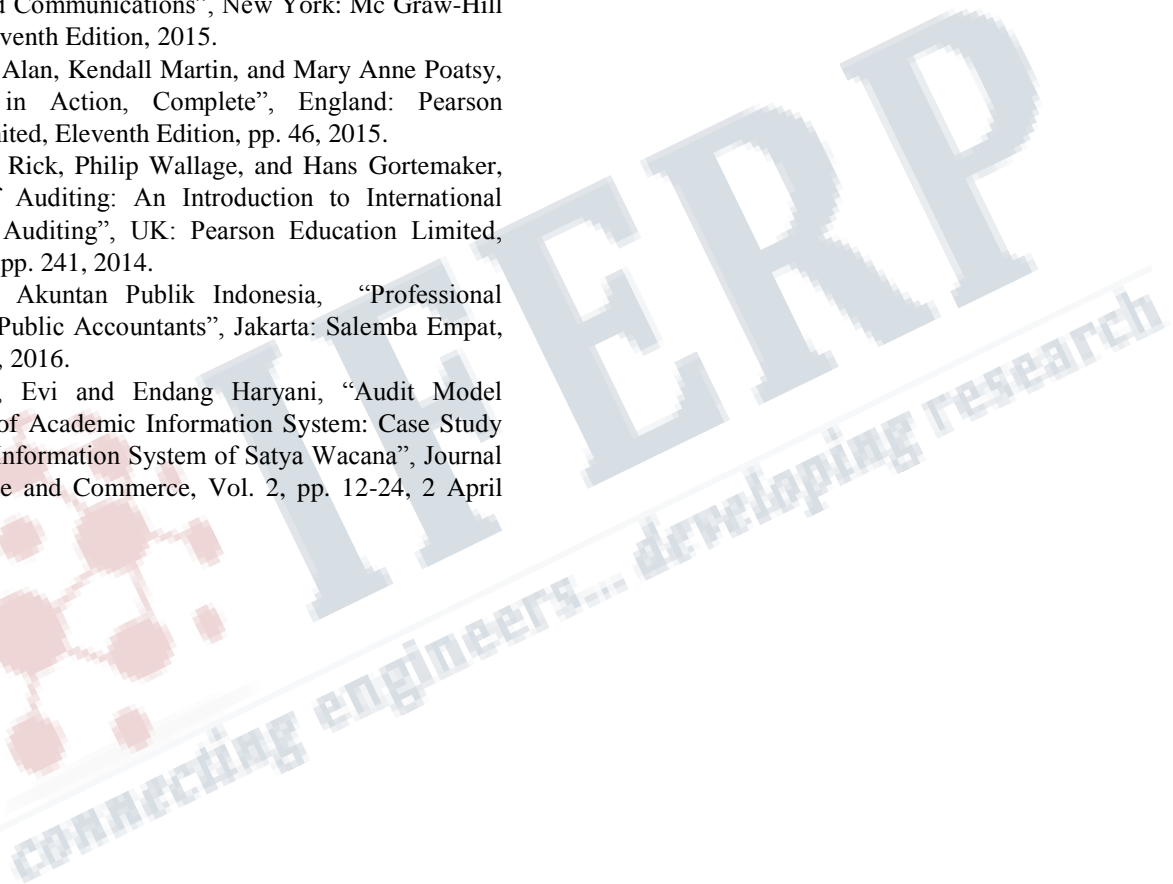 d Communications”, New York: Mc Graw-Hill
venth Edition, 2015.
Alan, Kendall Martin, and Mary Anne Poatsy,
in Action, Complete”, England: Pearson
ited, Eleventh Edition, pp. 46, 2015.
Rick, Philip Wallage, and Hans Gortemaker,
f Auditing: An Introduction to International
Auditing”, UK: Pearson Education Limited,
pp. 241, 2014.
Akuntan Publik Indonesia, “Professional
Public Accountants”, Jakarta: Salemba Empat,
, 2016.
, Evi and Endang Haryani, “Audit Model
of Academic Information System: Case Study
Information System of Satya Wacana”, Journal
e and Commerce, Vol. 2, pp. 12-24, 2 April
IFERP
connecting engineers... developing research